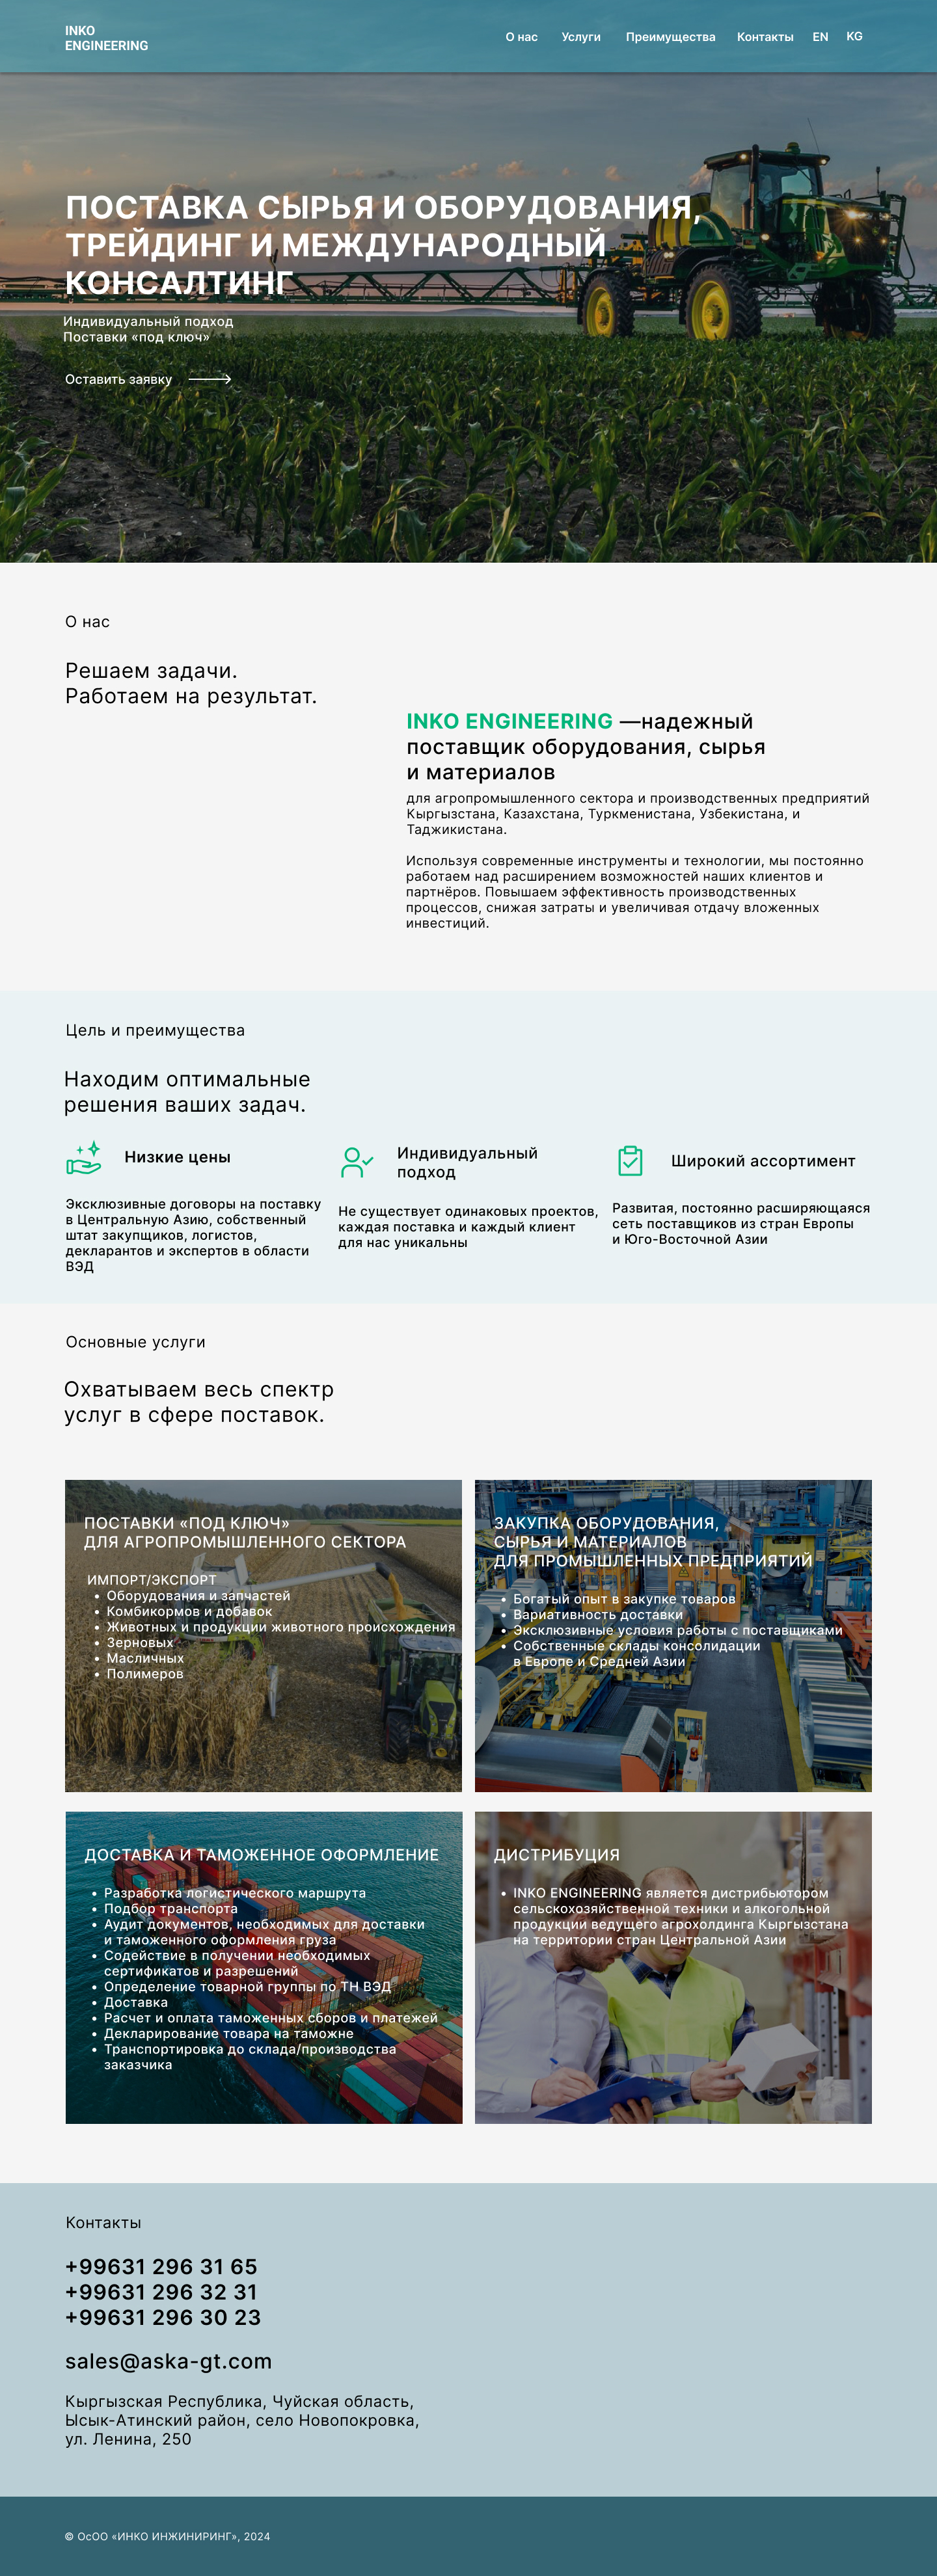 INKO
ENGINEERING
О нас
Услуги
Преимущества
Контакты
EN
KG
ПОСТАВКА СЫРЬЯ И ОБОРУДОВАНИЯ,
ТРЕЙДИНГ И МЕЖДУНАРОДНЫЙ
КОНСАЛТИНГ
Индивидуальный подход
Поставки «под ключ»
Оставить заявку
О нас
Решаем задачи.
Работаем на результат.
INKO ENGINEERING —надежный
поставщик оборудования, сырья
и материалов
для агропромышленного сектора и производственных предприятий
Кыргызстана, Казахстана, Туркменистана, Узбекистана, и
Таджикистана.
Используя современные инструменты и технологии, мы постоянно
работаем над расширением возможностей наших клиентов и
партнёров. Повышаем эффективность производственных
процессов, снижая затраты и увеличивая отдачу вложенных
инвестиций.
Цель и преимущества
Находим оптимальные
решения ваших задач.
Низкие цены
Эксклюзивные договоры на поставку
в Центральную Азию, собственный
штат закупщиков, логистов,
декларантов и экспертов в области
ВЭД
Индивидуальный
подход
Не существует одинаковых проектов,
каждая поставка и каждый клиент
для нас уникальны
Широкий ассортимент
Развитая, постоянно расширяющаяся
сеть поставщиков из стран Европы
и Юго-Восточной Азии
Основные услуги
Охватываем весь спектр
услуг в сфере поставок.
ПОСТАВКИ «ПОД КЛЮЧ»
ДЛЯ АГРОПРОМЫШЛЕННОГО СЕКТОРА
ИМПОРТ/ЭКСПОРТ
• Оборудования и запчастей
• Комбикормов и добавок
• Животных и продукции животного происхождения
• Зерновых
• Масличных
• Полимеров
ЗАКУПКА ОБОРУДОВАНИЯ,
СЫРЬЯ И МАТЕРИАЛОВ
ДЛЯ ПРОМЫШЛЕННЫХ ПРЕДПРИЯТИЙ
• Богатый опыт в закупке товаров
• Вариативность доставки
• Эксклюзивные условия работы с поставщиками
• Собственные склады консолидации
в Европе и Средней Азии
ДОСТАВКА И ТАМОЖЕННОЕ ОФОРМЛЕНИЕ
• Разработка логистического маршрута
• Подбор транспорта
• Аудит документов, необходимых для доставки
и таможенного оформления груза
• Содействие в получении необходимых
сертификатов и разрешений
• Определение товарной группы по ТН ВЭД
• Доставка
• Расчет и оплата таможенных сборов и платежей
• Декларирование товара на таможне
• Транспортировка до склада/производства
заказчика
ДИСТРИБУЦИЯ
• INKO ENGINEERING является дистрибьютором
сельскохозяйственной техники и алкогольной
продукции ведущего агрохолдинга Кыргызстана
на территории стран Центральной Азии
Контакты
+99631 296 31 65
+99631 296 32 31
+99631 296 30 23
sales@aska-gt.com
Кыргызская Республика, Чуйская область,
Ысык-Атинский район, село Новопокровка,
ул. Ленина, 250
© ОсОО «ИНКО ИНЖИНИРИНГ», 2024